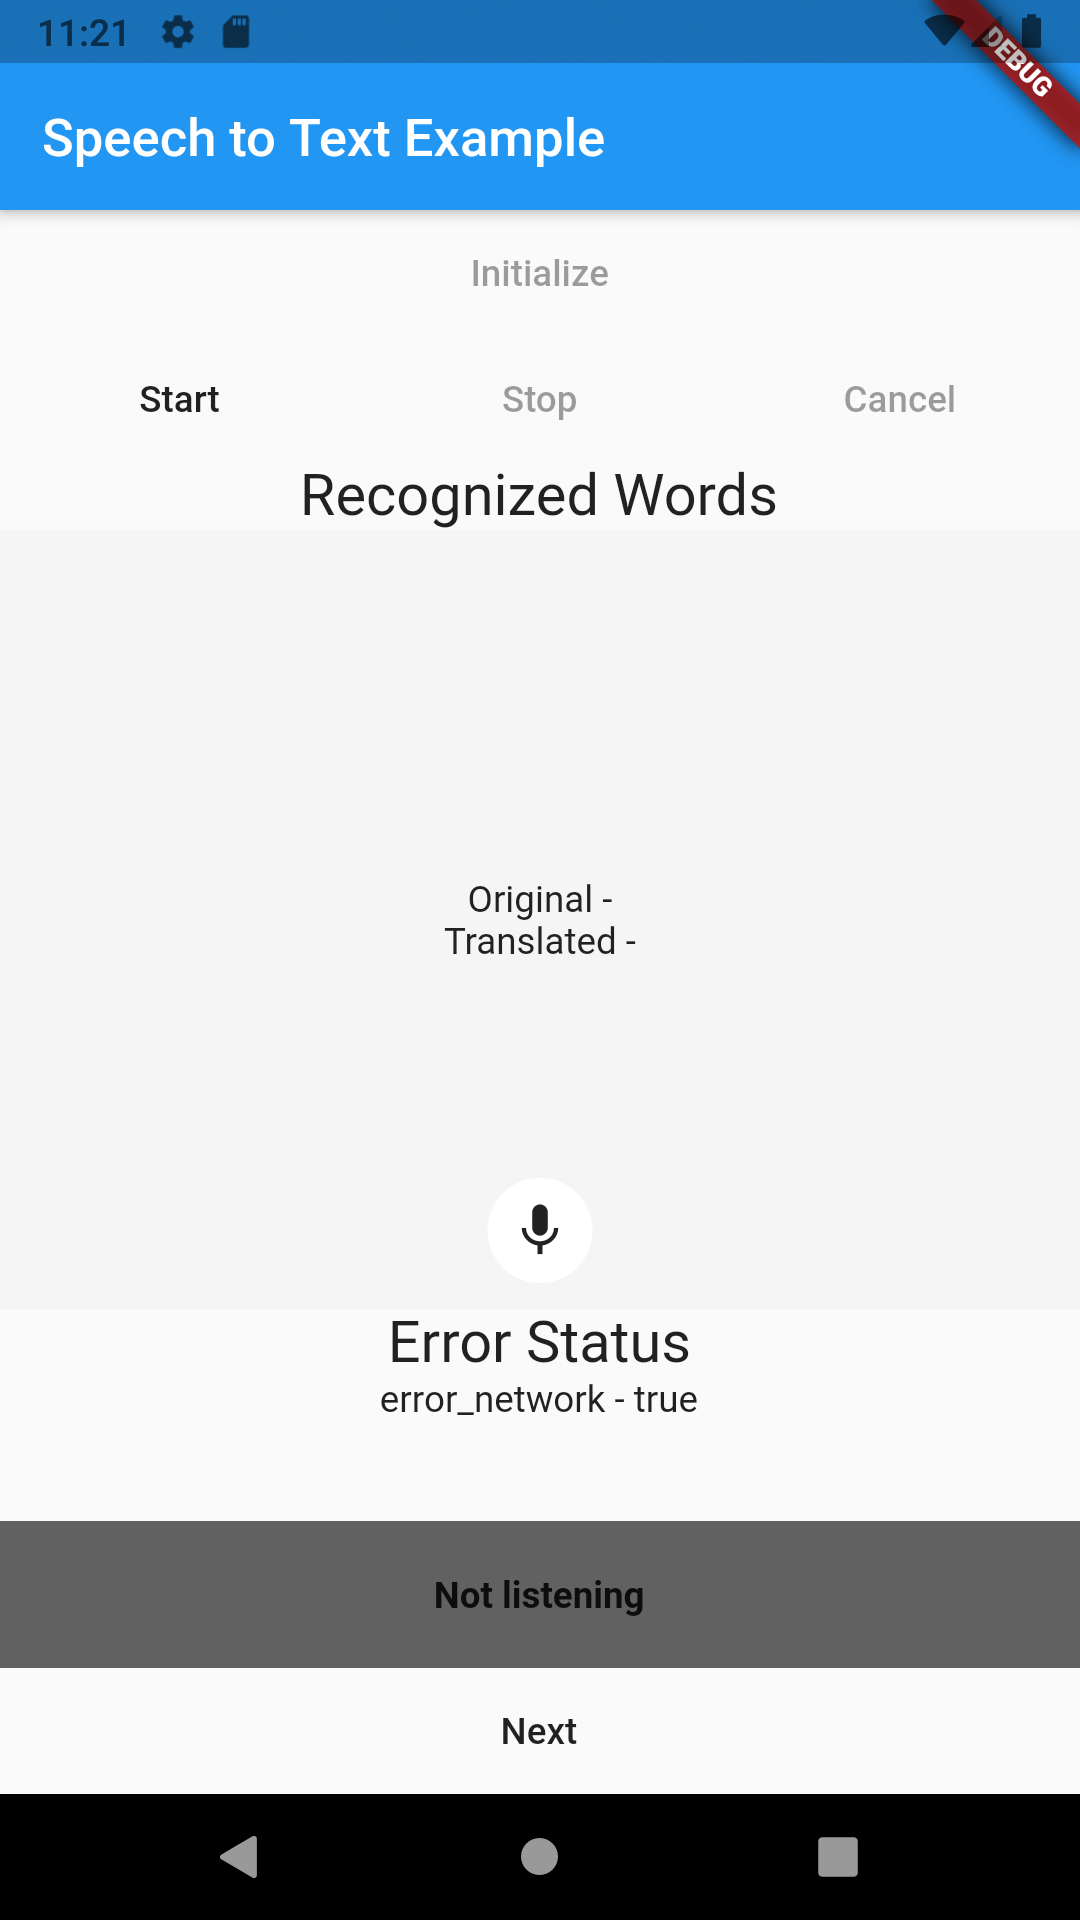 11:21
DEBUG
Speech to Text Example
Initialize
Start Stop Cancel
Recognized Words
Original -
Translated -
Error Status
error_network - true
Not listening
Next